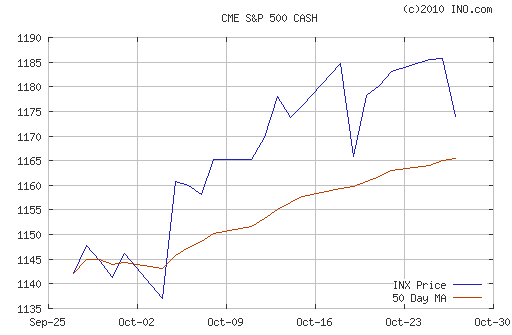 (c)2010 INO.com
CME S&P 500 CASH
1190
1185
1180
1175
1170
1165
1160
1155
1150
1145
1140
1135
INX Price
50 Day MA
Sep-25 Oct-02 Oct-09 Oct-16 Oct-23 Oct-30